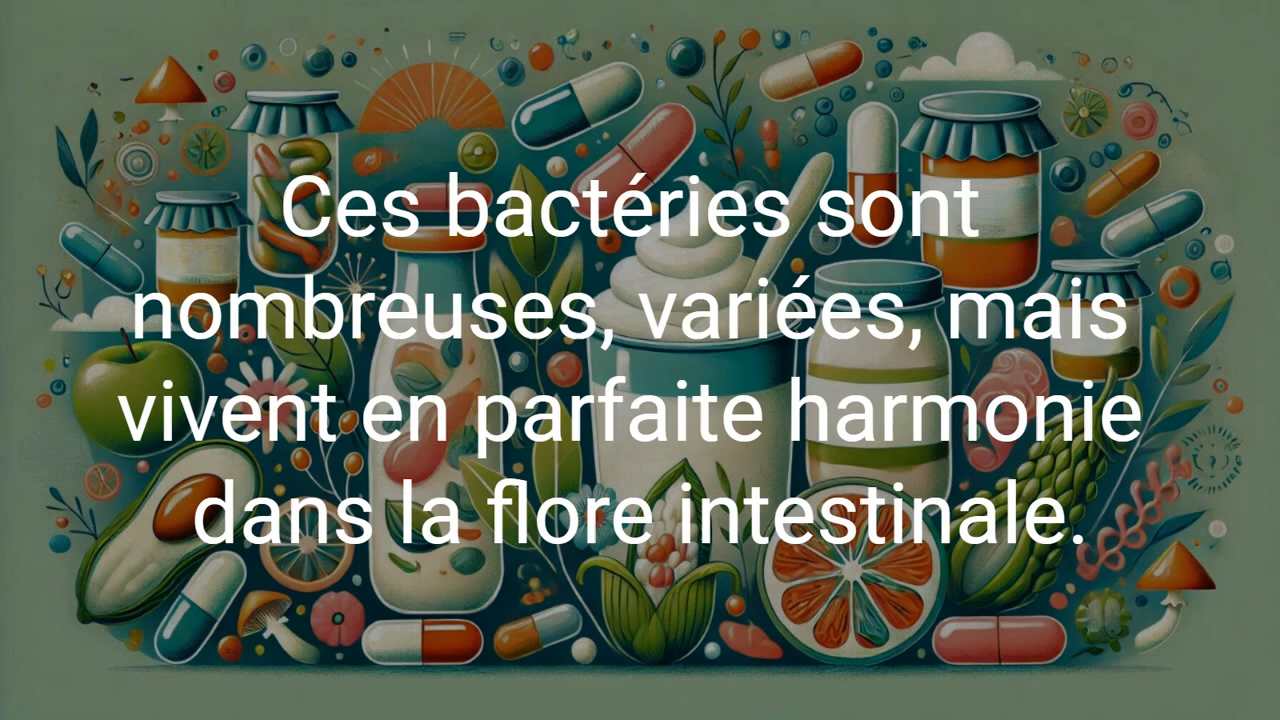 Ces bactéries sont
nombreuses, variées, mais
vivent en parfaite harmonie
dans la flore intestinale.